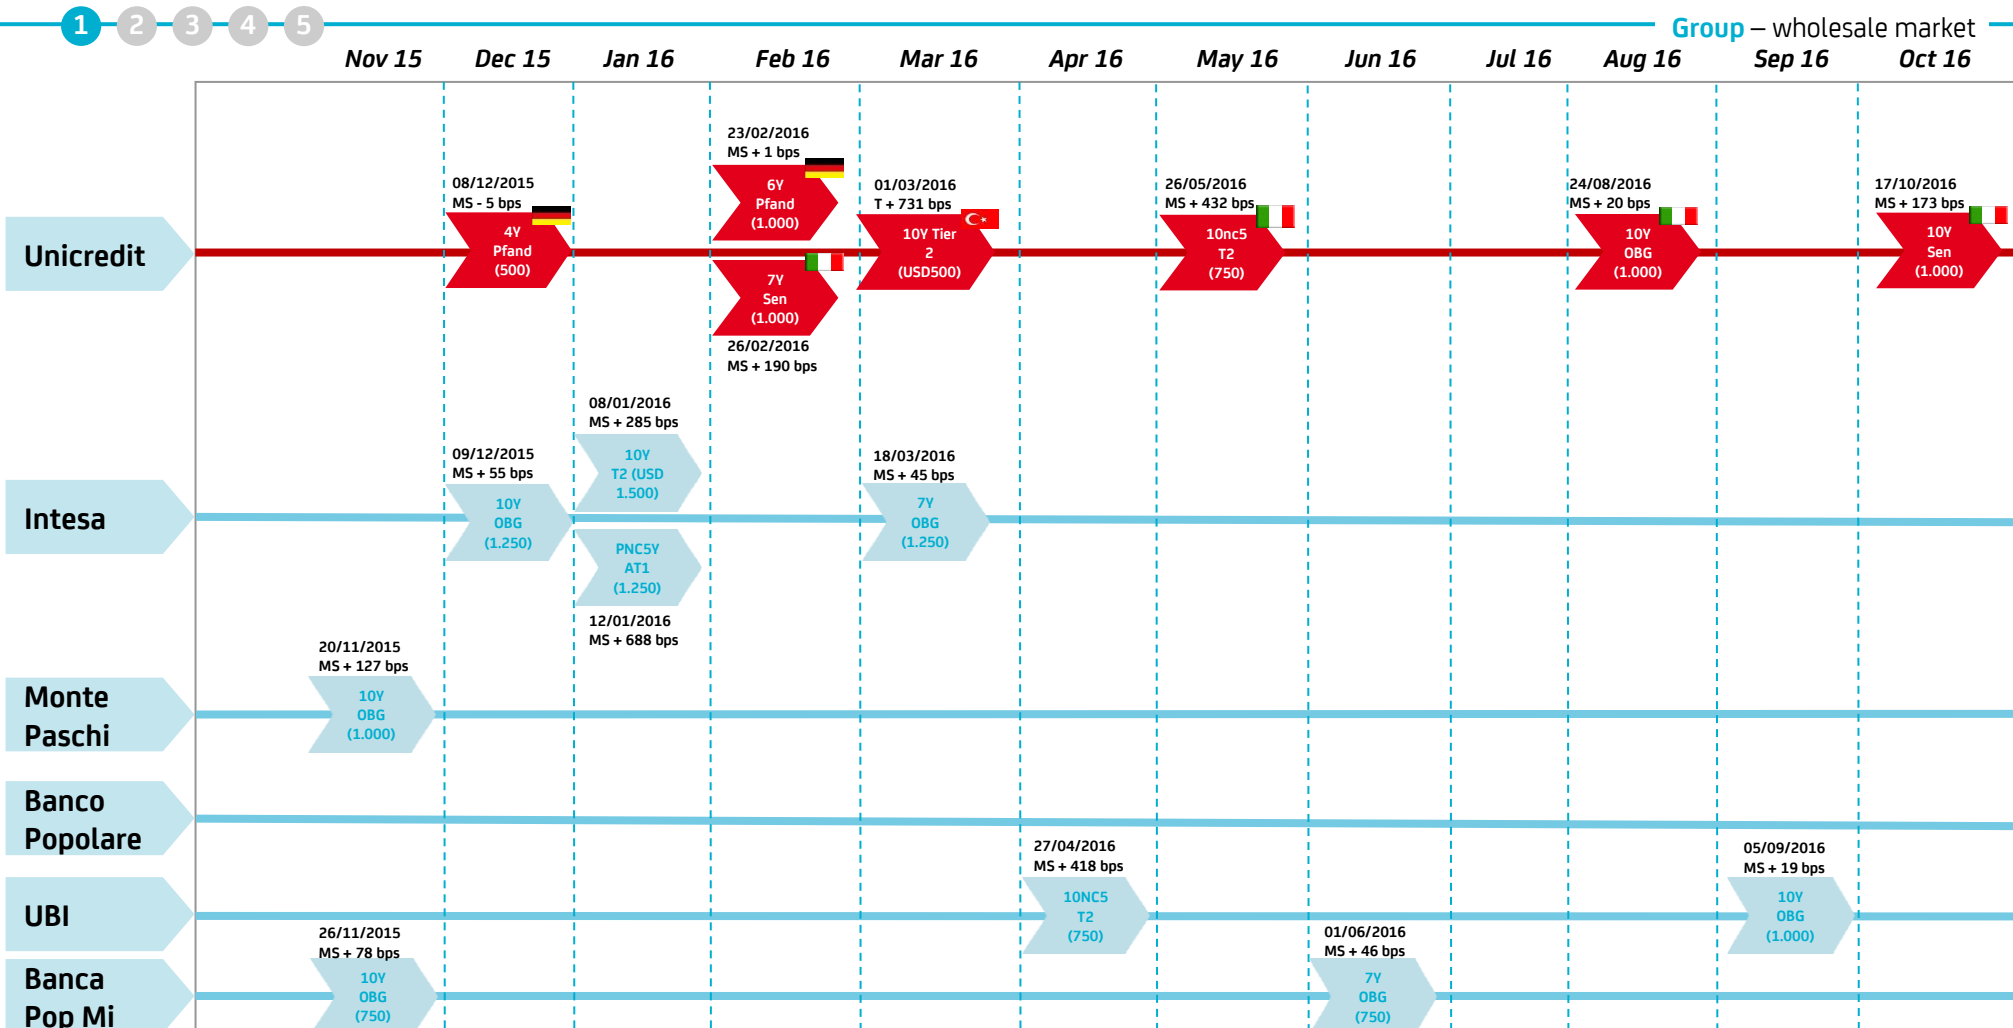 1 2 3 4 5
Group – wholesale market
Nov 15 Dec 15 Jan 16 Feb 16 Mar 16 Apr 16 May 16 Jun 16 Jul 16 Aug 16 Sep 16 Oct 16
Unicredit
08/12/2015
MS - 5 bps
4Y
Pfand
(500)
23/02/2016
MS + 1 bps
6Y
Pfand
(1.000)
7Y
Sen
(1.000)
26/02/2016
MS + 190 bps
01/03/2016
T + 731 bps
10Y Tier
2
(USD500)
26/05/2016
MS + 432 bps
10nc5
T2
(750)
24/08/2016
MS + 20 bps
10Y
OBG
(1.000)
17/10/2016
MS + 173 bps
10Y
Sen
(1.000)
Intesa
09/12/2015
MS + 55 bps
10Y
OBG
(1.250)
08/01/2016
MS + 285 bps
10Y
T2 (USD
1.500)
PNC5Y
AT1
(1.250)
12/01/2016
MS + 688 bps
18/03/2016
MS + 45 bps
7Y
OBG
(1.250)
Monte
Paschi
20/11/2015
MS + 127 bps
10Y
OBG
(1.000)
Banco
Popolare
UBI
27/04/2016
MS + 418 bps
10NC5
T2
(750)
05/09/2016
MS + 19 bps
10Y
OBG
(1.000)
Banca
Pop Mi
26/11/2015
MS + 78 bps
10Y
OBG
(750)
01/06/2016
MS + 46 bps
7Y
OBG
(750)